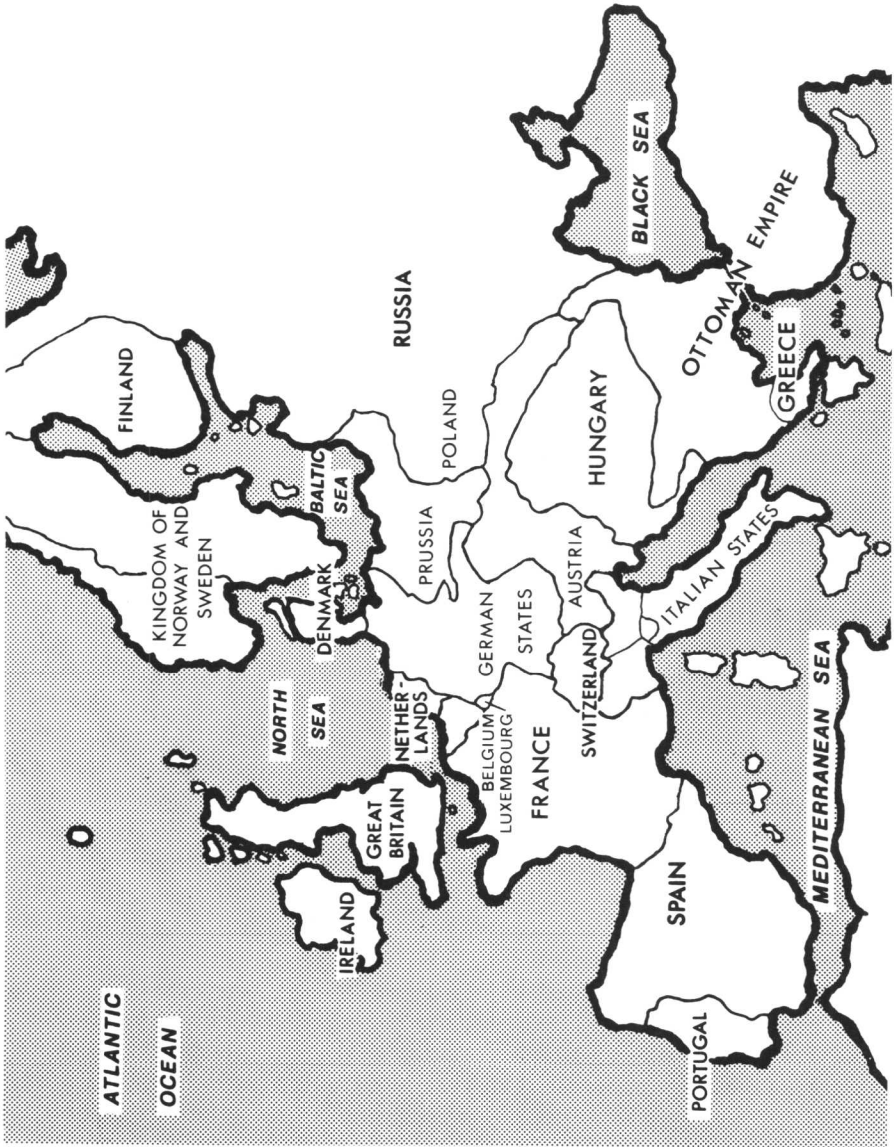 ATLANTIC
OCEAN
KINGDOM OF
NORWAY AND
SWEDEN
FINLAND
NORTH
SEA
DENMARK
BALTIC
SEA
RUSSIA
IRELAND
GREAT
BRITAIN
NETHER-
LANDS
BELGIUM
LUXEMBOURG
GERMAN
STATES
PRUSSIA
POLAND
FRANCE
SWITZERLAND
AUSTRIA
HUNGARY
BLACK SEA
PORTUGAL
SPAIN
ITALIAN STATES
OTTOMAN EMPIRE
GREECE
MEDITERRANEAN SEA